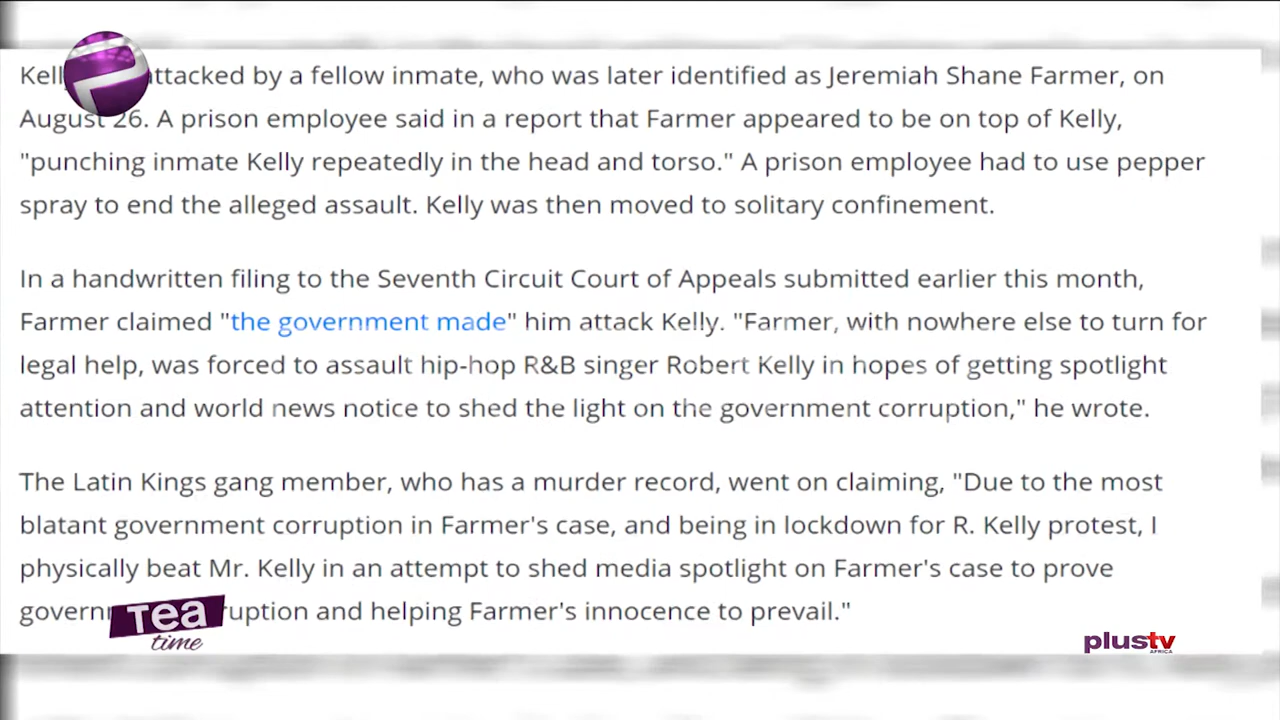 Kell ttacked by a fellow inmate, who was later identified as Jeremiah Shane Farmer, on
August 26. A prison employee said in a report that Farmer appeared to be on top of Kelly,
"punching inmate Kelly repeatedly in the head and torso." A prison employee had to use pepper
spray to end the alleged assault. Kelly was then moved to solitary confinement.
In a handwritten filing to the Seventh Circuit Court of Appeals submitted earlier this month,
Farmer claimed "the government made" him attack Kelly. "Farmer, with nowhere else to turn for
legal help, was forced to assault hip-hop R&B singer Robert Kelly in hopes of getting spotlight
attention and world news notice to shed the light on the government corruption," he wrote.
The Latin Kings gang member, who has a murder record, went on claiming, "Due to the most
blatant government corruption in Farmer's case, and being in lockdown for R. Kelly protest, I
physically beat Mr. Kelly in an attempt to shed media spotlight on Farmer's case to prove
govern ruption and helping Farmer's innocence to prevail."
Tea
time
plustv
AFRICA